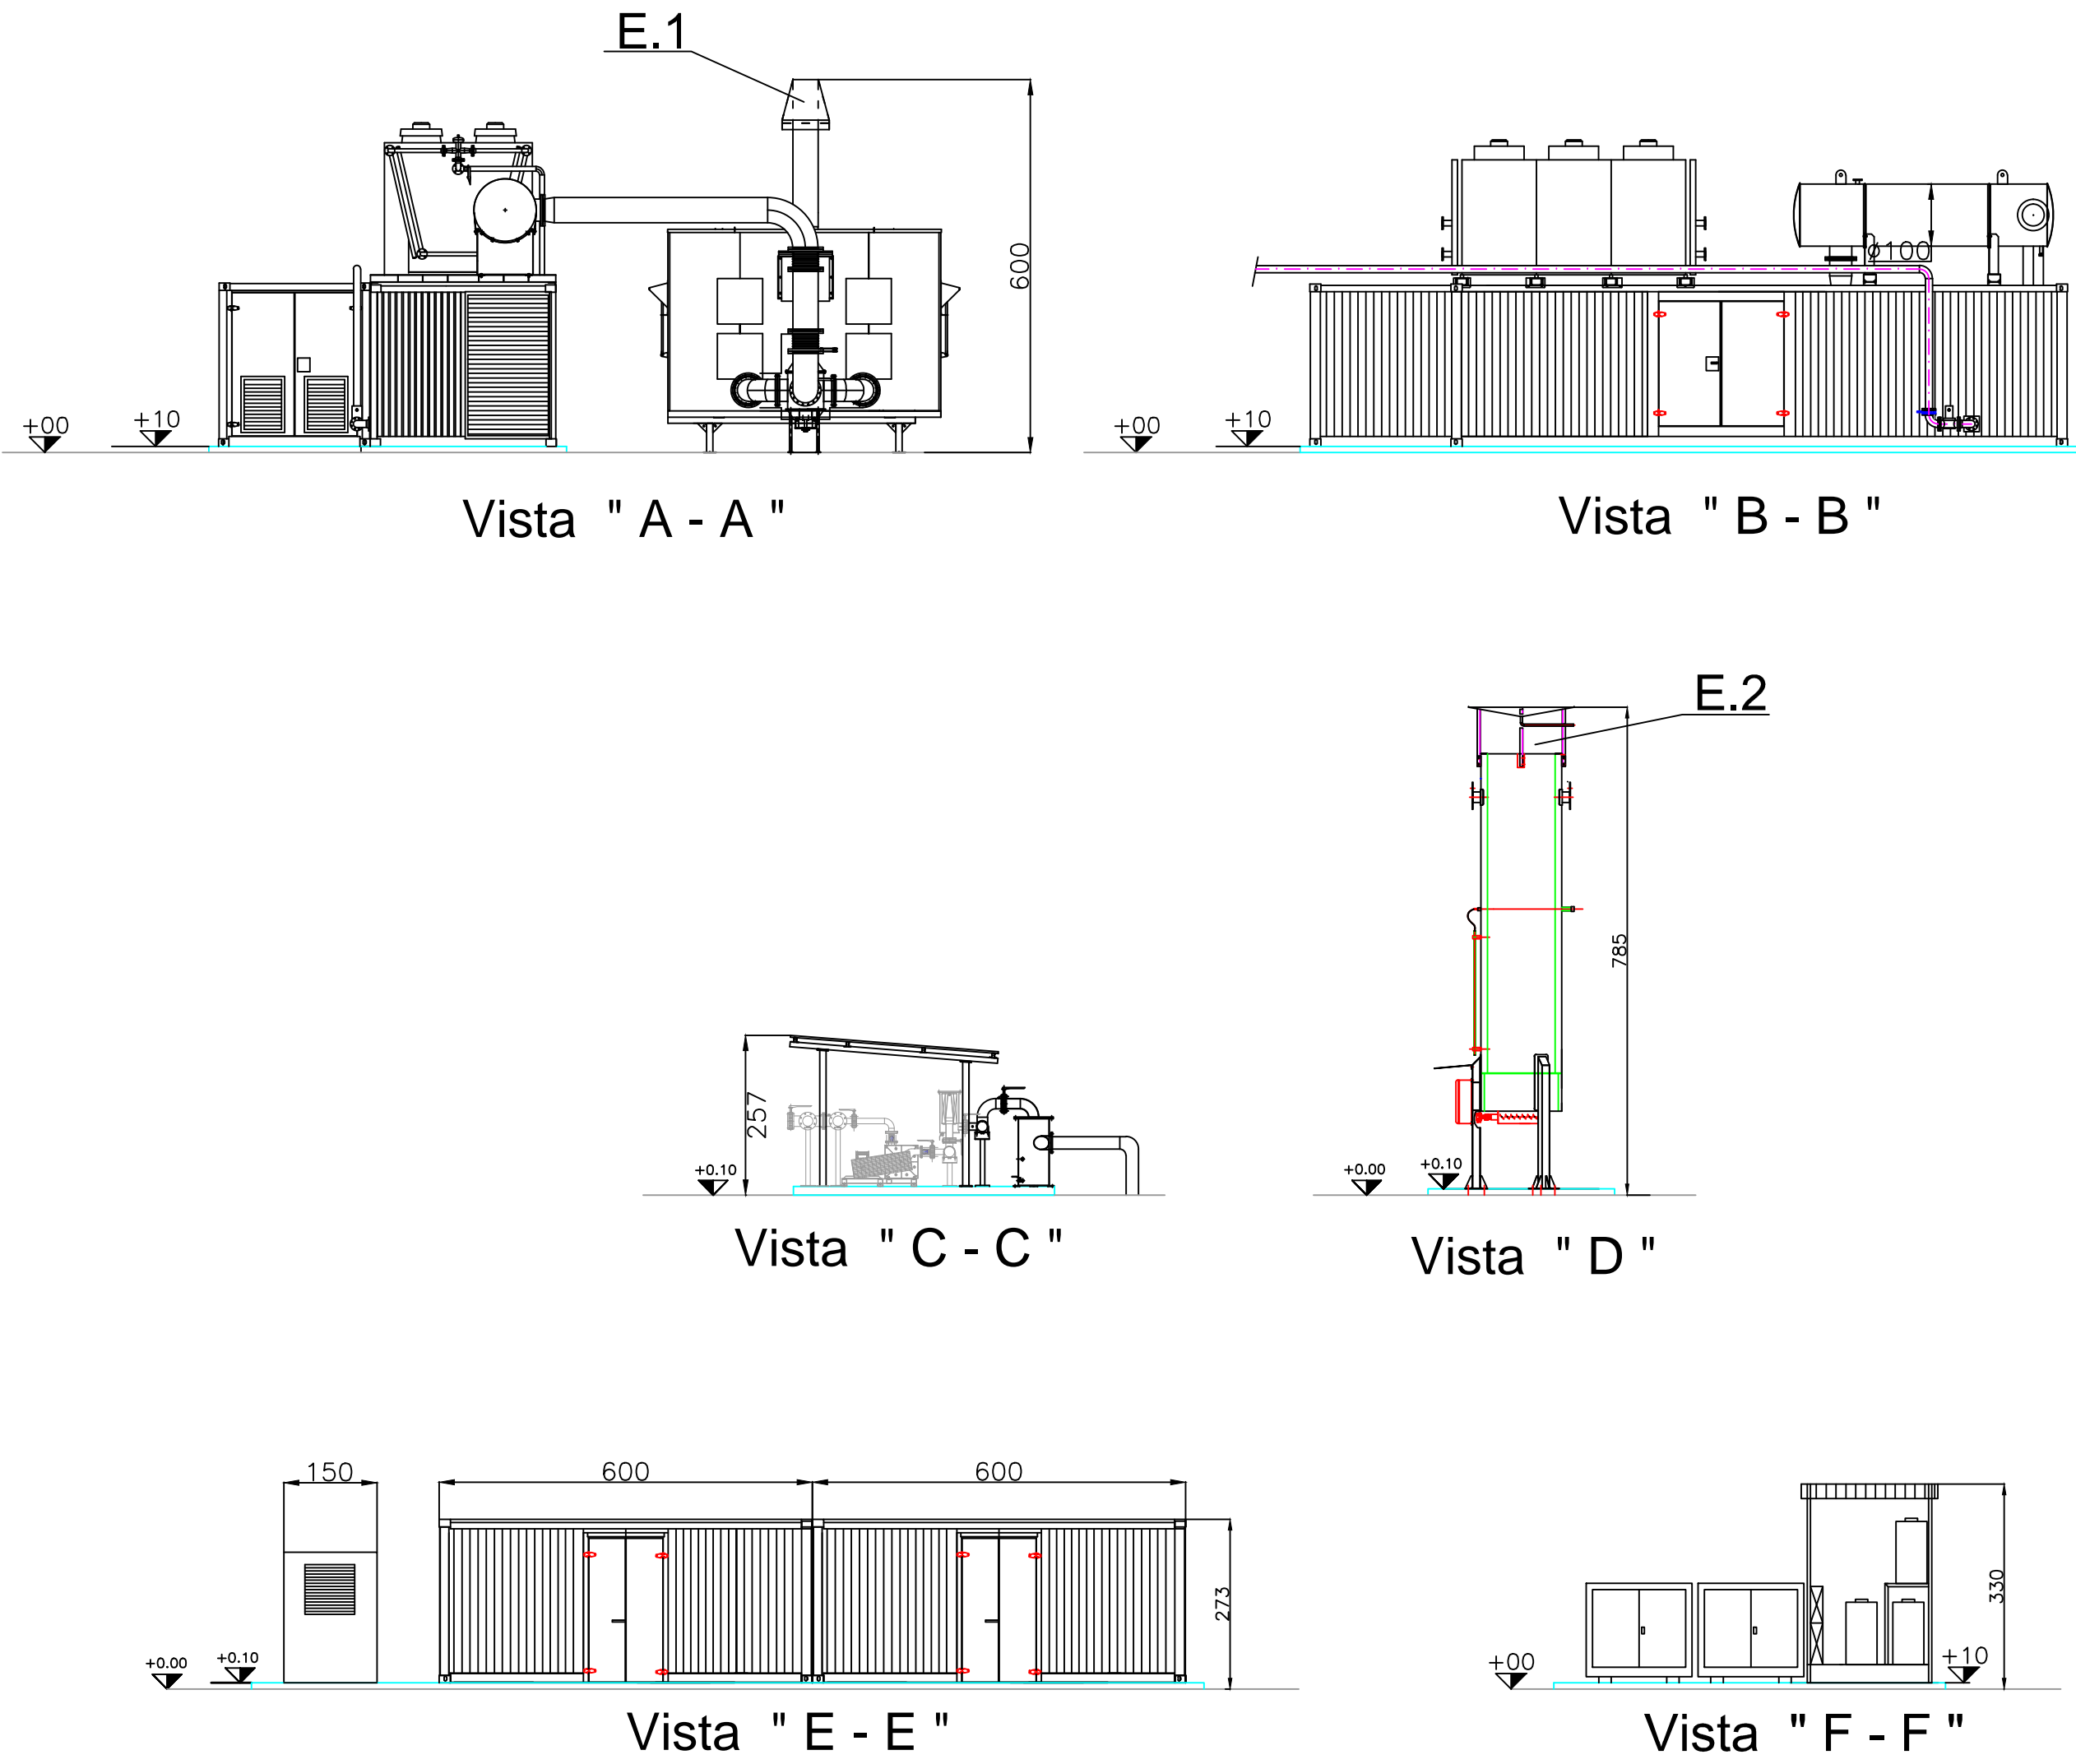 E.1
600
+00
+10
Vista " A - A "
ø100
+00
+10
Vista " B - B "
257
+0.10
Vista " C - C "
E.2
785
+0.00
+0.10
Vista " D "
150
600
600
273
+0.00
+0.10
Vista " E - E "
330
+00
+10
Vista " F - F "